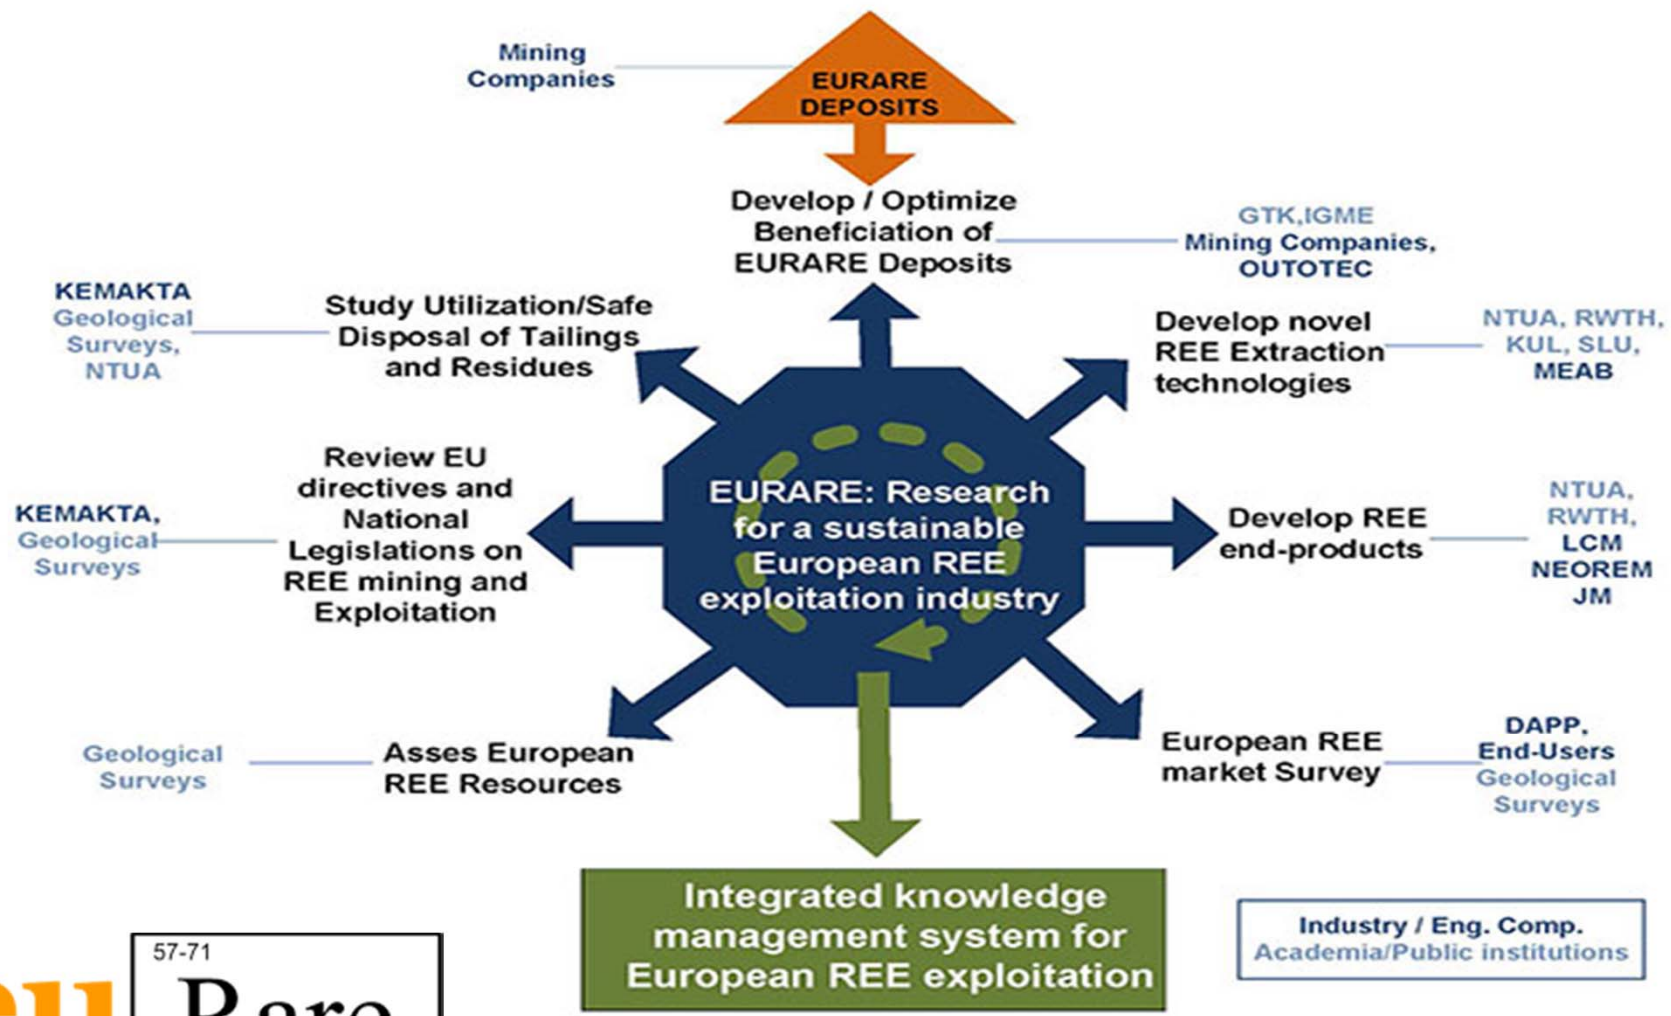 Mining
Companies
EURARE
DEPOSITS
Develop / Optimize
Beneficiation of
EURARE Deposits
GTK,IGME
Mining Companies,
OUTOTEC
KEMAKTA
Geological
Surveys,
NTUA
Study Utilization/Safe
Disposal of Tailings
and Residues
Develop novel
REE Extraction
technologies
NTUA, RWTH,
KUL, SLU,
MEAB
Review EU
directives and
National
Legislations on
REE mining and
Exploitation
KEMAKTA,
Geological
Surveys
EURARE: Research
for a sustainable
European REE
exploitation industry
Develop REE
end-products
NTUA,
RWTH,
LCM
NEOREM
JM
Geological
Surveys
Asses European
REE Resources
European REE
market Survey
DAPP,
End-Users
Geological
Surveys
Integrated knowledge
management system for
European REE exploitation
Industry / Eng. Comp.
Academia/Public institutions
57-71
eu
Rare